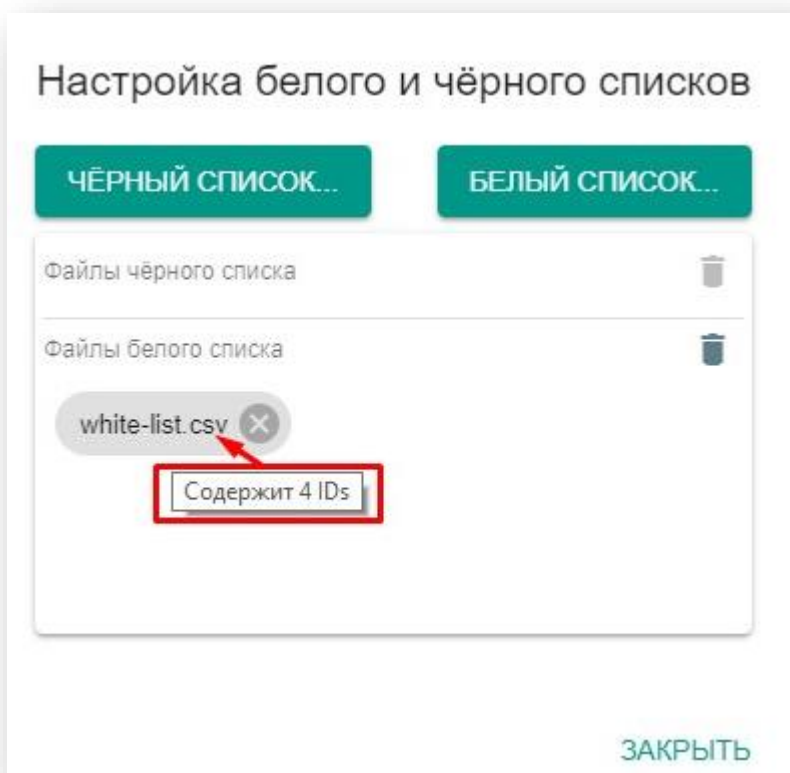 Настройка белого и чёрного списков
ЧЁРНЫЙ СПИСОК... БЕЛЫЙ СПИСОК...
Файлы чёрного списка
Файлы белого списка
white-list.csv
Содержит 4 IDs
ЗАКРЫТЬ